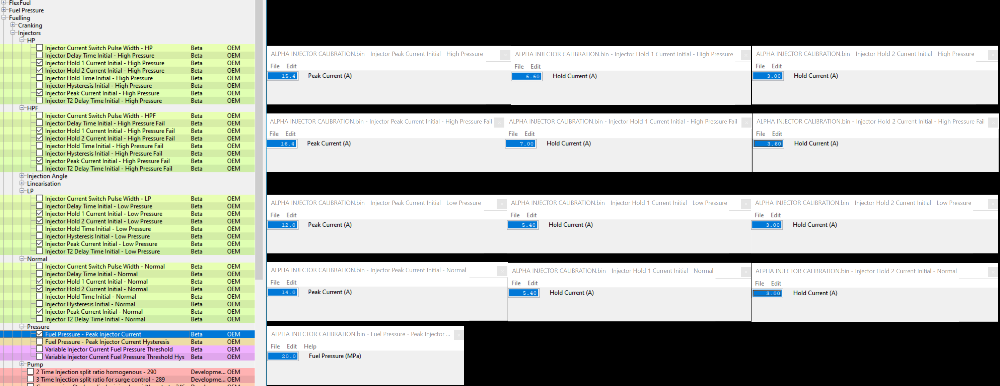 FlexFuel
Fuel Pressure
Fuelling
Cranking
Injectors
HP
Injector Current Switch Pulse Width - HP Beta OEM
Injector Delay Time Initial - High Pressure Beta OEM
Injector Hold 1 Current Initial - High Pressure Beta OEM
Injector Hold 2 Current Initial - High Pressure Beta OEM
Injector Hold Time Initial - High Pressure Beta OEM
Injector Hysteresis Initial - High Pressure Beta OEM
Injector Peak Current Initial - High Pressure Beta OEM
Injector T2 Delay Time Initial - High Pressure Beta OEM
HPF
Injector Current Switch Pulse Width - HPF Beta OEM
Injector Delay Time Initial - High Pressure Fail Beta OEM
Injector Hold 1 Current Initial - High Pressure Fail Beta OEM
Injector Hold 2 Current Initial - High Pressure Fail Beta OEM
Injector Hold Time Initial - High Pressure Fail Beta OEM
Injector Hysteresis Initial - High Pressure Fail Beta OEM
Injector Peak Current Initial - High Pressure Fail Beta OEM
Injector T2 Delay Time Initial - High Pressure Fail Beta OEM
Injection Angle
Linearisation
LP
Injector Current Switch Pulse Width - LP Beta OEM
Injector Delay Time Initial - Low Pressure Beta OEM
Injector Hold 1 Current Initial - Low Pressure Beta OEM
Injector Hold 2 Current Initial - Low Pressure Beta OEM
Injector Hold Time Initial - Low Pressure Beta OEM
Injector Hysteresis Initial - Low Pressure Beta OEM
Injector Peak Current Initial - Low Pressure Beta OEM
Injector T2 Delay Time Initial - Low Pressure Beta OEM
Normal
Injector Current Switch Pulse Width - Normal Beta OEM
Injector Delay Time Initial - Normal Beta OEM
Injector Hold 1 Current Initial - Normal Beta OEM
Injector Hold 2 Current Initial - Normal Beta OEM
Injector Hold Time Initial - Normal Beta OEM
Injector Hysteresis Initial - Normal Beta OEM
Injector Peak Current Initial - Normal Beta OEM
Injector T2 Delay Time Initial - Normal Beta OEM
Pressure
Fuel Pressure - Peak Injector Current Beta OEM
Fuel Pressure - Peak Injector Current Hysteresis Beta OEM
Variable Injector Current Fuel Pressure Threshold Beta OEM
Variable Injector Current Fuel Pressure Threshold Hys Beta OEM
Pump
2 Time Injection split ratio homogenous - 290 Developme... OEM
3 Time Injection split ratio for surge control - 289 Developme... OEM
ALPHA INJECTOR CALIBRATION.bin - Injector Peak Current Initial - High Pressure
File Edit
15.4 Peak Current (A)
ALPHA INJECTOR CALIBRATION.bin - Injector Hold 1 Current Initial - High Pressure
File Edit
6.60 Hold Current (A)
ALPHA INJECTOR CALIBRATION.bin - Injector Hold 2 Current Initial - High Pressure
File Edit
3.00 Hold Current (A)
ALPHA INJECTOR CALIBRATION.bin - Injector Peak Current Initial - High Pressure Fail
File Edit
16.4 Peak Current (A)
ALPHA INJECTOR CALIBRATION.bin - Injector Hold 1 Current Initial - High Pressure Fail
File Edit
7.00 Hold Current (A)
ALPHA INJECTOR CALIBRATION.bin - Injector Hold 2 Current Initial - High Pressure Fail
File Edit
3.60 Hold Current (A)
ALPHA INJECTOR CALIBRATION.bin - Injector Peak Current Initial - Low Pressure
File Edit
12.0 Peak Current (A)
ALPHA INJECTOR CALIBRATION.bin - Injector Hold 1 Current Initial - Low Pressure
File Edit
5.40 Hold Current (A)
ALPHA INJECTOR CALIBRATION.bin - Injector Hold 2 Current Initial - Low Pressure
File Edit
3.00 Hold Current (A)
ALPHA INJECTOR CALIBRATION.bin - Injector Peak Current Initial - Normal
File Edit
14.0 Peak Current (A)
ALPHA INJECTOR CALIBRATION.bin - Injector Hold 1 Current Initial - Normal
File Edit
5.40 Hold Current (A)
ALPHA INJECTOR CALIBRATION.bin - Injector Hold 2 Current Initial - Normal
File Edit
3.00 Hold Current (A)
ALPHA INJECTOR CALIBRATION.bin - Fuel Pressure - Peak Injector ...
File Edit Help
20.0 Fuel Pressure (MPa)